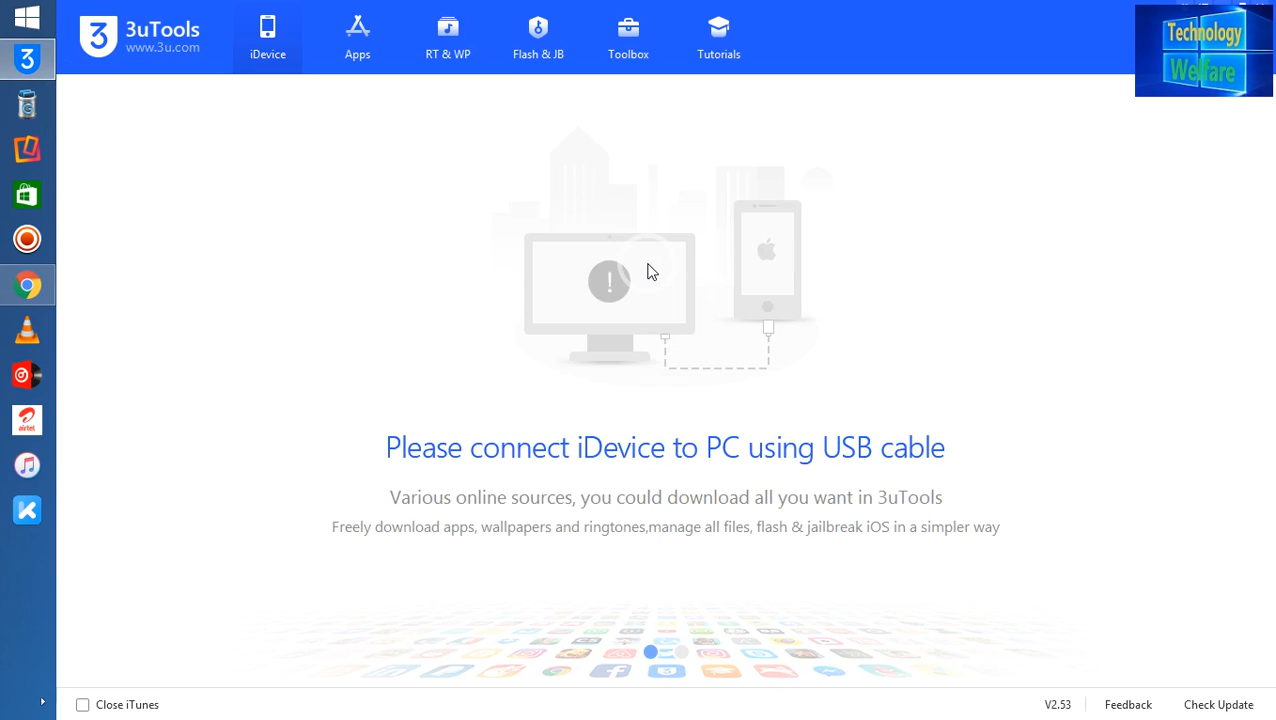 3uTools
www.3u.com
iDevice
Apps
RT & WP
Flash & JB
Toolbox
Tutorials
Technology
Welfare
airtel
Please connect iDevice to PC using USB cable
Various online sources, you could download all you want in 3uTools
Freely download apps, wallpapers and ringtones,manage all files, flash & jailbreak iOS in a simpler way
Close iTunes
V2.53
Feedback
Check Update